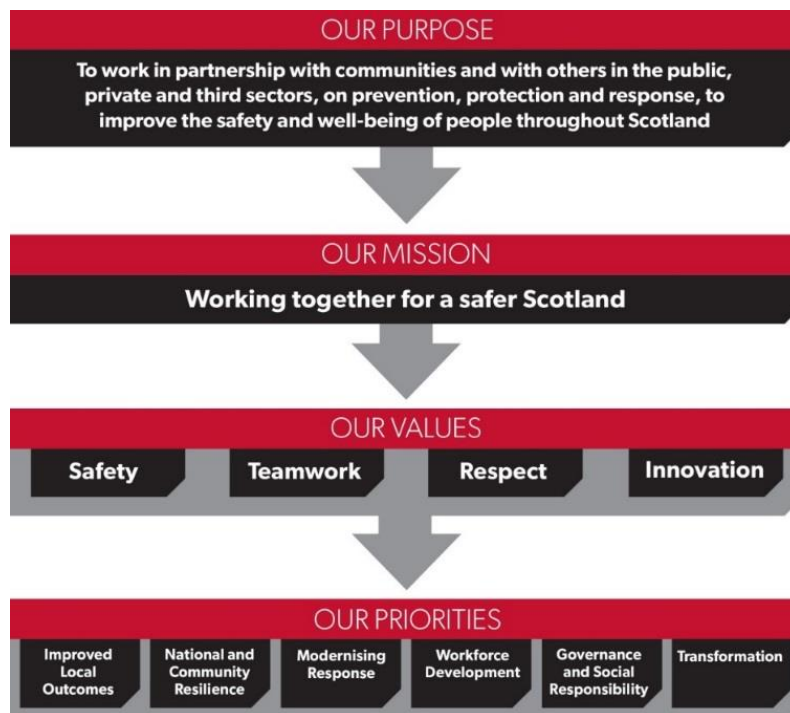 OUR PURPOSE
To work in partnership with communities and with others in the public,
private and third sectors, on prevention, protection and response, to
improve the safety and well-being of people throughout Scotland
OUR MISSION
Working together for a safer Scotland
OUR VALUES
Safety
Teamwork
Respect
Innovation
OUR PRIORITIES
Improved
Local
Outcomes
National and
Community
Resilience
Modernising
Response
Workforce
Development
Governance
and Social
Responsibility
Transformation